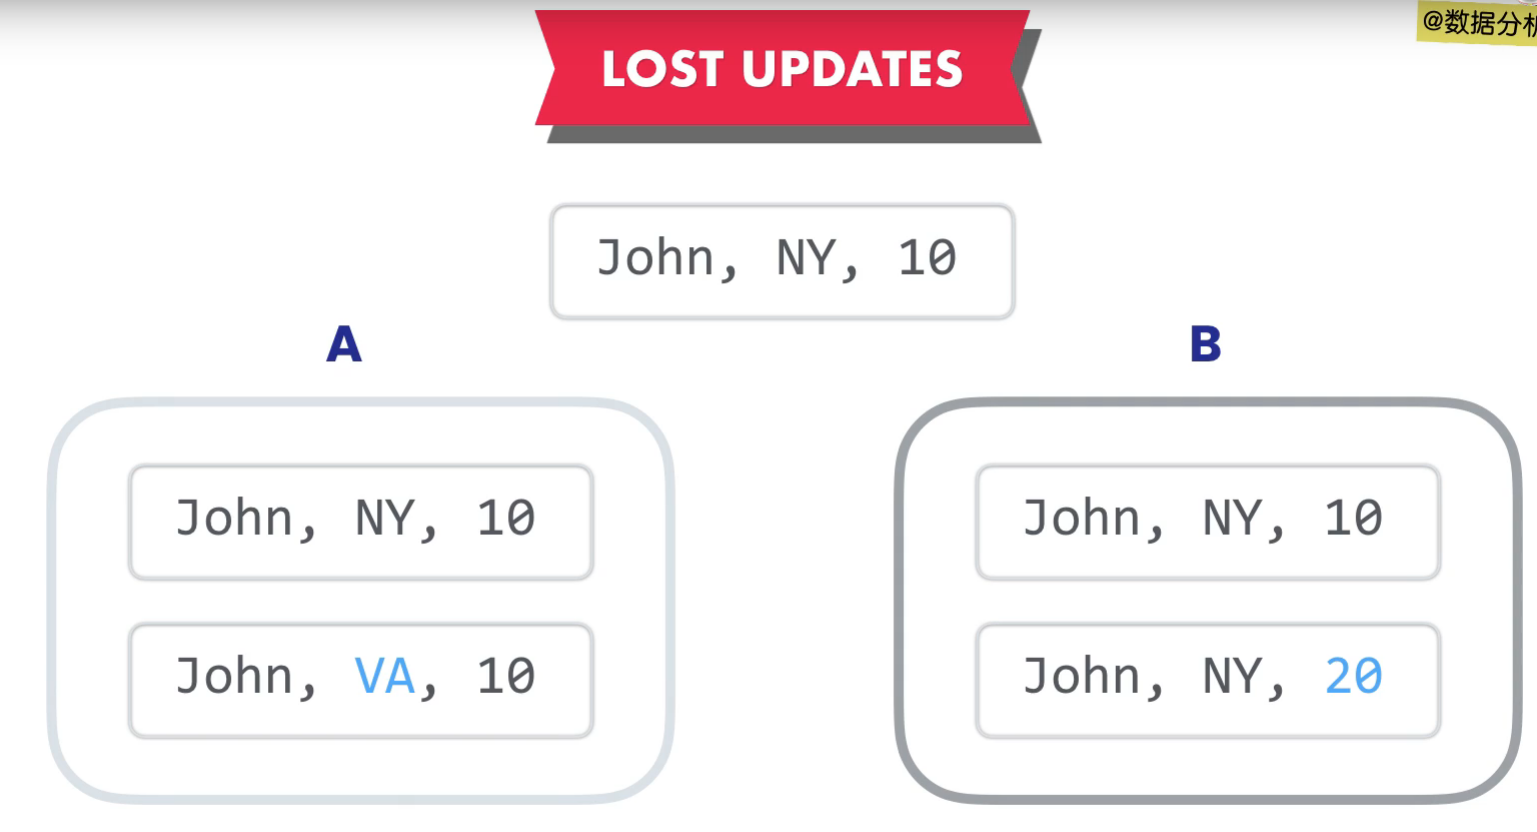 @数据分析
LOST UPDATES
John, NY, 10
A
B
John, NY, 10
John, NY, 10
John, VA, 10
John, NY, 20